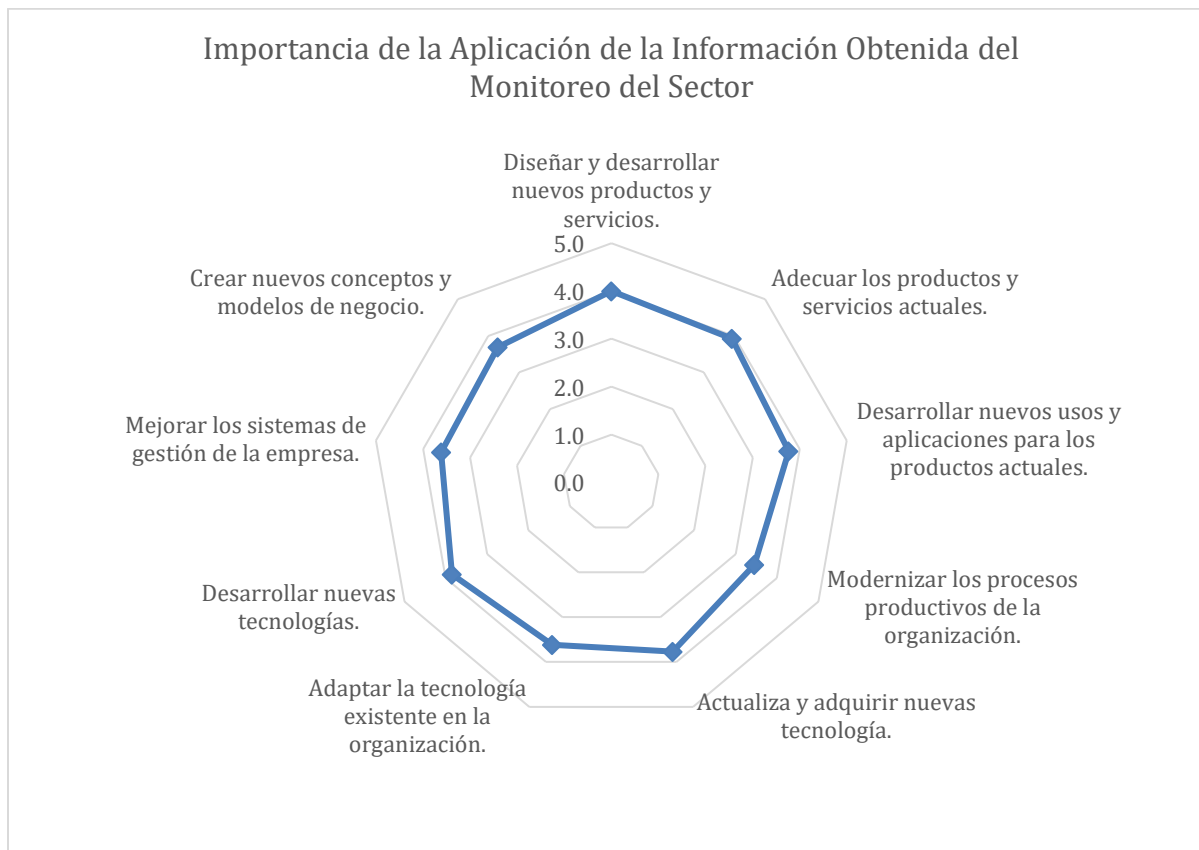 Importancia de la Aplicación de la Información Obtenida del
Monitoreo del Sector
Diseñar y desarrollar
nuevos productos y
servicios.
5.0
4.0
3.0
2.0
1.0
0.0
Adecuar los productos y
servicios actuales.
Desarrollar nuevos usos y
aplicaciones para los
productos actuales.
Modernizar los procesos
productivos de la
organización.
Actualiza y adquirir nuevas
tecnología.
Adaptar la tecnología
existente en la
organización.
Desarrollar nuevas
tecnologías.
Mejorar los sistemas de
gestión de la empresa.
Crear nuevos conceptos y
modelos de negocio.